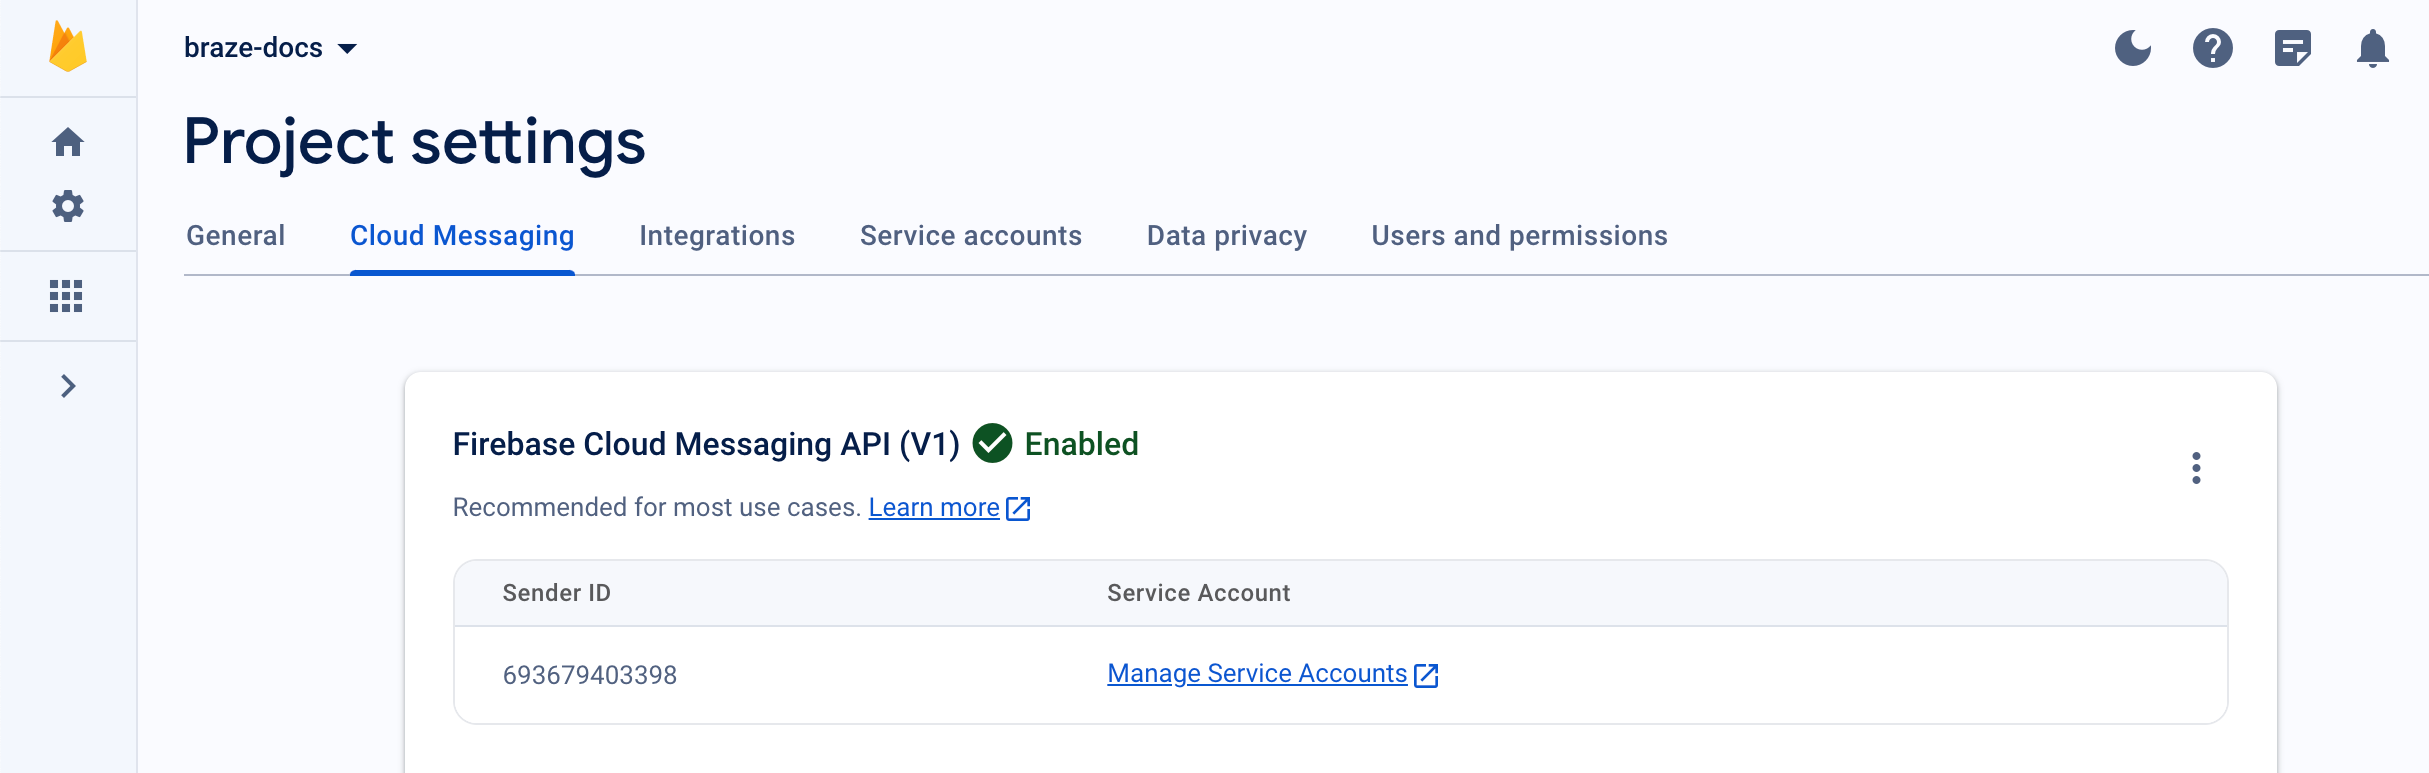 braze-docs
Project settings
General Cloud Messaging Integrations Service accounts Data privacy Users and permissions
Firebase Cloud Messaging API (V1) Enabled
Recommended for most use cases. Learn more
Sender ID Service Account
693679403398 Manage Service Accounts